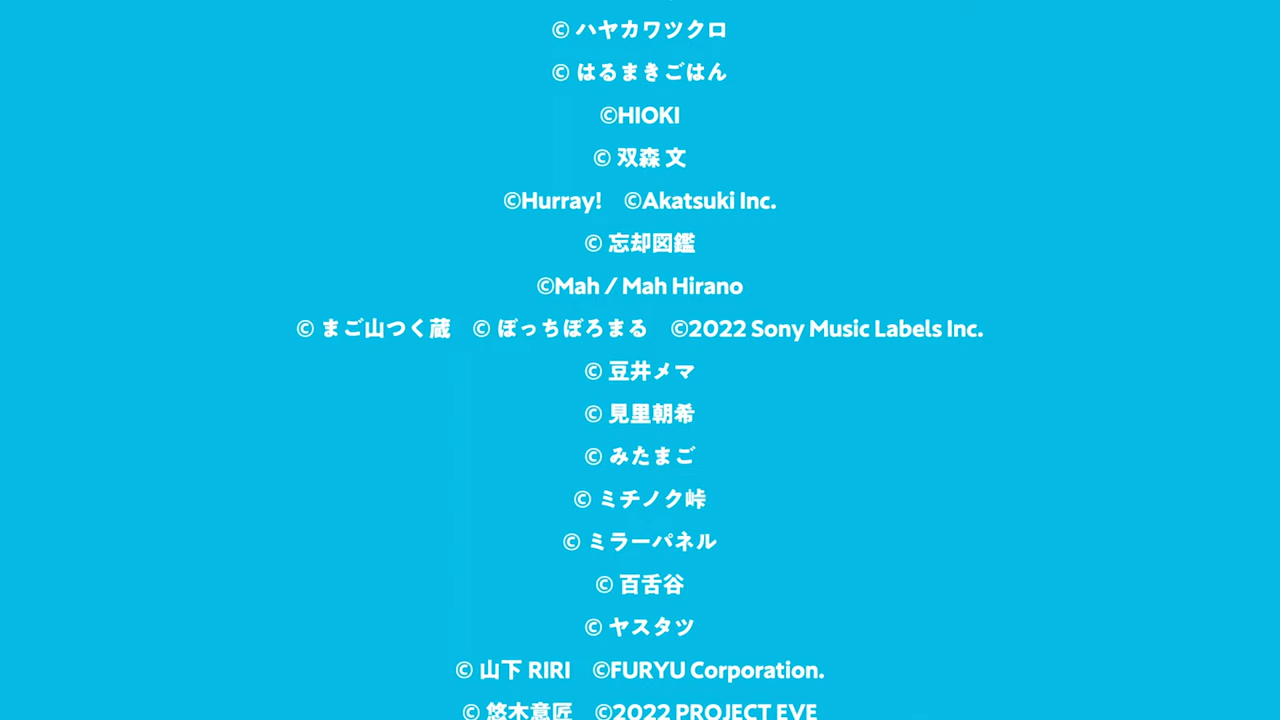 © ハヤカワツクロ
© はるまきごはん
©HIOKI
© 双森 文
©Hurray!　©Akatsuki Inc.
© 忘却図鑑
©Mah / Mah Hirano
© まご山つく蔵　© ぼっちぼろまる　©2022 Sony Music Labels Inc.
© 豆井メマ
© 見里朝希
© みたまご
© ミチノク峠
© ミラーパネル
© 百舌谷
© ヤスタツ
© 山下 RIRI　©FURYU Corporation.
© 悠木意匠　©2022 PROJECT EVE